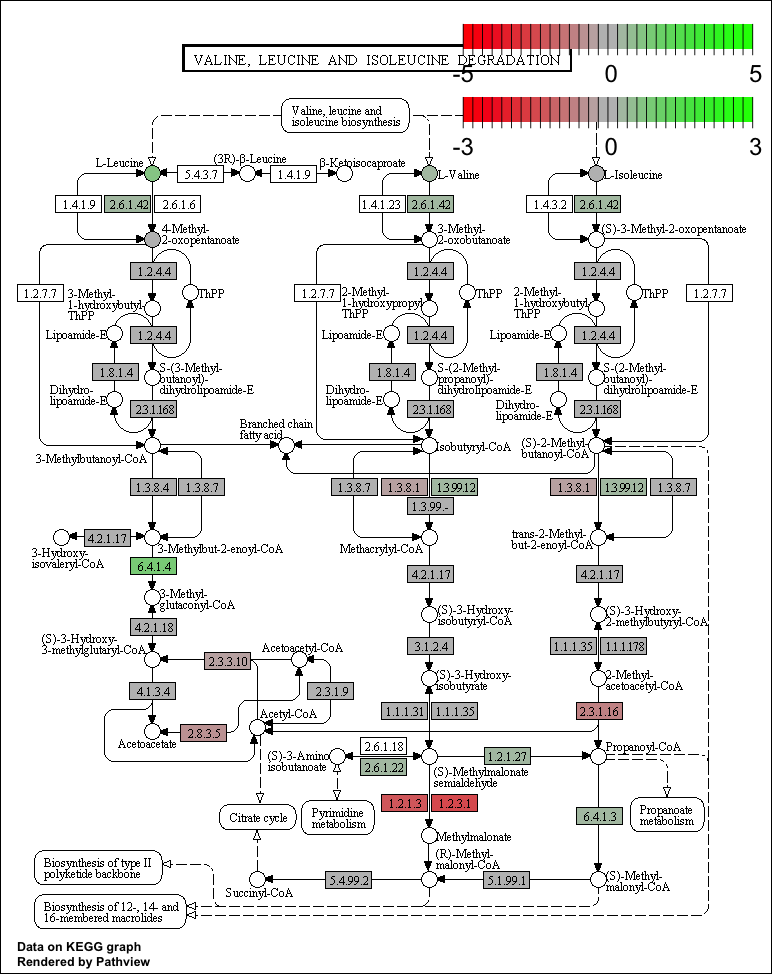 VALINE, LEUCINE AND ISOLEUCINE DEGRADATION
-5 0 5
-3 0 3
Valine, leucine and
isoleucine biosynthesis
L-Leucine
(3R)-β-Leucine
β-Ketoisocaproate
L-Valine
L-Isoleucine
5.4.3.7
1.4.1.9
1.4.1.9
2.6.1.42
2.6.1.6
1.4.1.23
2.6.1.42
1.4.3.2
2.6.1.42
4-Methyl-
2-oxopentanoate
3-Methyl-
2-oxobutanoate
(S)-3-Methyl-2-oxopentanoate
1.2.4.4
1.2.4.4
1.2.4.4
1.2.7.7
1.2.7.7
1.2.7.7
3-Methyl-
1-hydroxybutyl-
ThPP
ThPP
2-Methyl-
1-hydroxypropyl-
ThPP
ThPP
2-Methyl-
1-hydroxybutyl-
ThPP
ThPP
Lipoamide-E
1.2.4.4
Lipoamide-E
1.2.4.4
Lipoamide-E
1.2.4.4
1.8.1.4
S-(3-Methyl-
butanoyl)-
dihydrolipoamide-E
1.8.1.4
S-(2-Methyl-
propanoyl)-
dihydrolipoamide-E
1.8.1.4
S-(2-Methyl-
butanoyl)-
dihydrolipoamide-E
Dihydro-
lipoamide-E
Dihydro-
lipoamide-E
Dihydro-
lipoamide-E
2.3.1.168
2.3.1.168
2.3.1.168
Branched chain
fatty acid
3-Methylbutanoyl-CoA
Isobutyryl-CoA
(S)-2-Methyl-
butanoyl-CoA
1.3.8.4
1.3.8.7
1.3.8.7
1.3.8.1
1.3.99.12
1.3.8.1
1.3.99.12
1.3.8.7
1.3.99.-
4.2.1.17
3-Hydroxy-
isovaleryl-CoA
3-Methylbut-2-enoyl-CoA
Methacrylyl-CoA
trans-2-Methyl-
but-2-enoyl-CoA
6.4.1.4
4.2.1.17
4.2.1.17
3-Methyl-
glutaconyl-CoA
(S)-3-Hydroxy-
isobutyryl-CoA
(S)-3-Hydroxy-
2-methylbutyryl-CoA
4.2.1.18
(S)-3-Hydroxy-
3-methylglutaryl-CoA
Acetoacetyl-CoA
3.1.2.4
1.1.1.35
1.1.1.178
2.3.3.10
4.1.3.4
2.3.1.9
(S)-3-Hydroxy-
isobutyrate
2-Methyl-
acetoacetyl-CoA
1.1.1.31
1.1.1.35
2.3.1.16
Acetoacetate
2.8.3.5
Acetyl-CoA
(S)-3-Amino
isobutanoate
2.6.1.18
2.6.1.22
(S)-Methylmalonate
semialdehyde
1.2.1.27
Propanoyl-CoA
Citrate cycle
Pyrimidine
metabolism
1.2.1.3
1.2.3.1
6.4.1.3
Propanoate
metabolism
Methylmalonate
(R)-Methyl-
malonyl-CoA
Biosynthesis of type II
polyketide backbone
Succinyl-CoA
5.4.99.2
5.1.99.1
(S)-Methyl-
malonyl-CoA
Biosynthesis of 12-, 14- and
16-membered macrolides
Data on KEGG graph
Rendered by Pathview